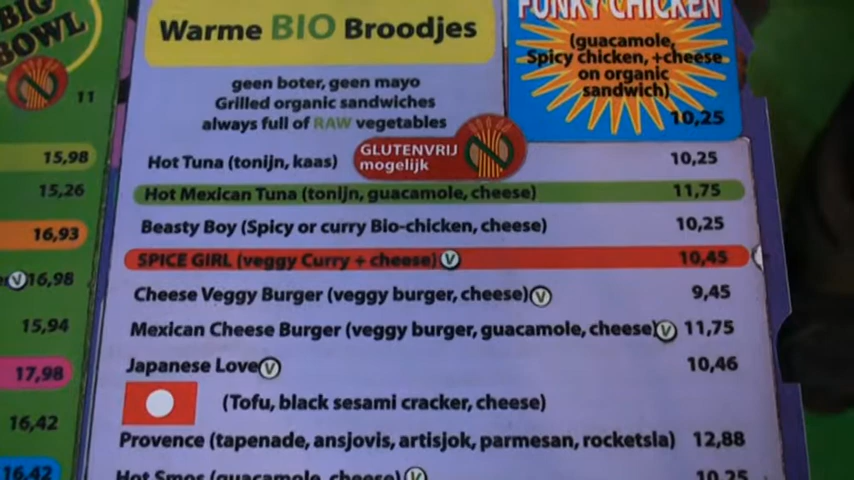 BIG
BOWL
11
15,98
15,26
16,93
V 16,98
15,94
17,98
16,42
16,42
Warme BIO Broodjes
geen boter, geen mayo
Grilled organic sandwiches
always full of RAW vegetables
GLUTENVRIJ
mogelijk
FUNKY CHICKEN
(guacamole,
Spicy chicken, +cheese
on organic
sandwich)
10,25
Hot Tuna (tonijn, kaas) 10,25
Hot Mexican Tuna (tonijn, guacamole, cheese) 11,75
Beasty Boy (Spicy or curry Bio-chicken, cheese) 10,25
SPICE GIRL (veggy Curry + cheese) V 10,45
Cheese Veggy Burger (veggy burger, cheese) V 9,45
Mexican Cheese Burger (veggy burger, guacamole, cheese) V 11,75
Japanese Love V 10,46
(Tofu, black sesami cracker, cheese)
Provence (tapenade, ansjovis, artisjok, parmesan, rocketsla) 12,88
Hot Smos (guacamole, cheese) V 10,25